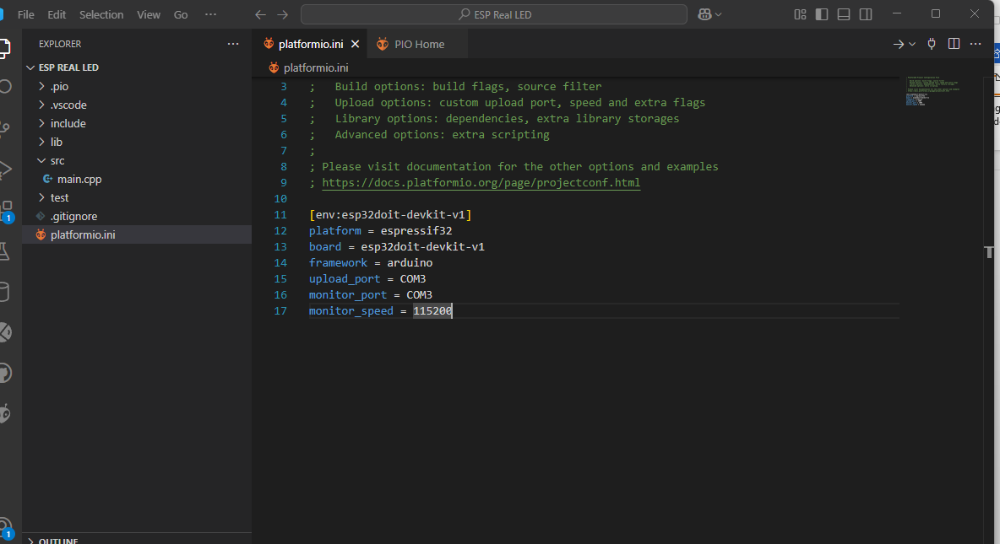 File Edit Selection View Go ···
ESP Real LED
EXPLORER ···
ESP REAL LED
.pio
.vscode
include
lib
src
main.cpp
test
.gitignore
platformio.ini
OUTLINE
1
1
platformio.ini PIO Home
platformio.ini
3 ;   Build options: build flags, source filter
4 ;   Upload options: custom upload port, speed and extra flags
5 ;   Library options: dependencies, extra library storages
6 ;   Advanced options: extra scripting
7 ;
8 ; Please visit documentation for the other options and examples
9 ; https://docs.platformio.org/page/projectconf.html
10
11 [env:esp32doit-devkit-v1]
12 platform = espressif32
13 board = esp32doit-devkit-v1
14 framework = arduino
15 upload_port = COM3
16 monitor_port = COM3
17 monitor_speed = 115200
T